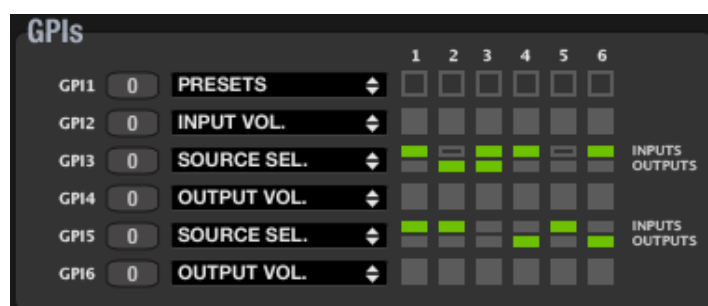 GPIs
1 2 3 4 5 6
GPI1 0 PRESETS
GPI2 0 INPUT VOL.
GPI3 0 SOURCE SEL. INPUTS
OUTPUTS
GPI4 0 OUTPUT VOL.
GPI5 0 SOURCE SEL. INPUTS
OUTPUTS
GPI6 0 OUTPUT VOL.